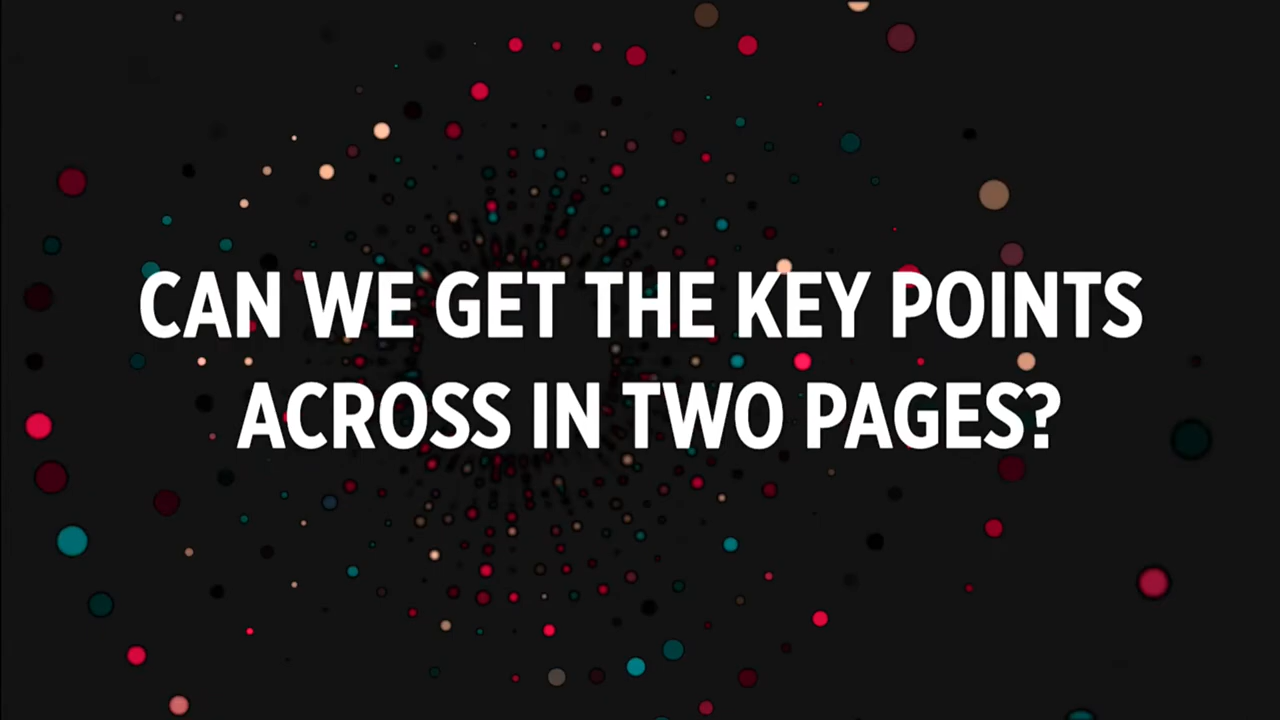 CAN WE GET THE KEY POINTS
ACROSS IN TWO PAGES?